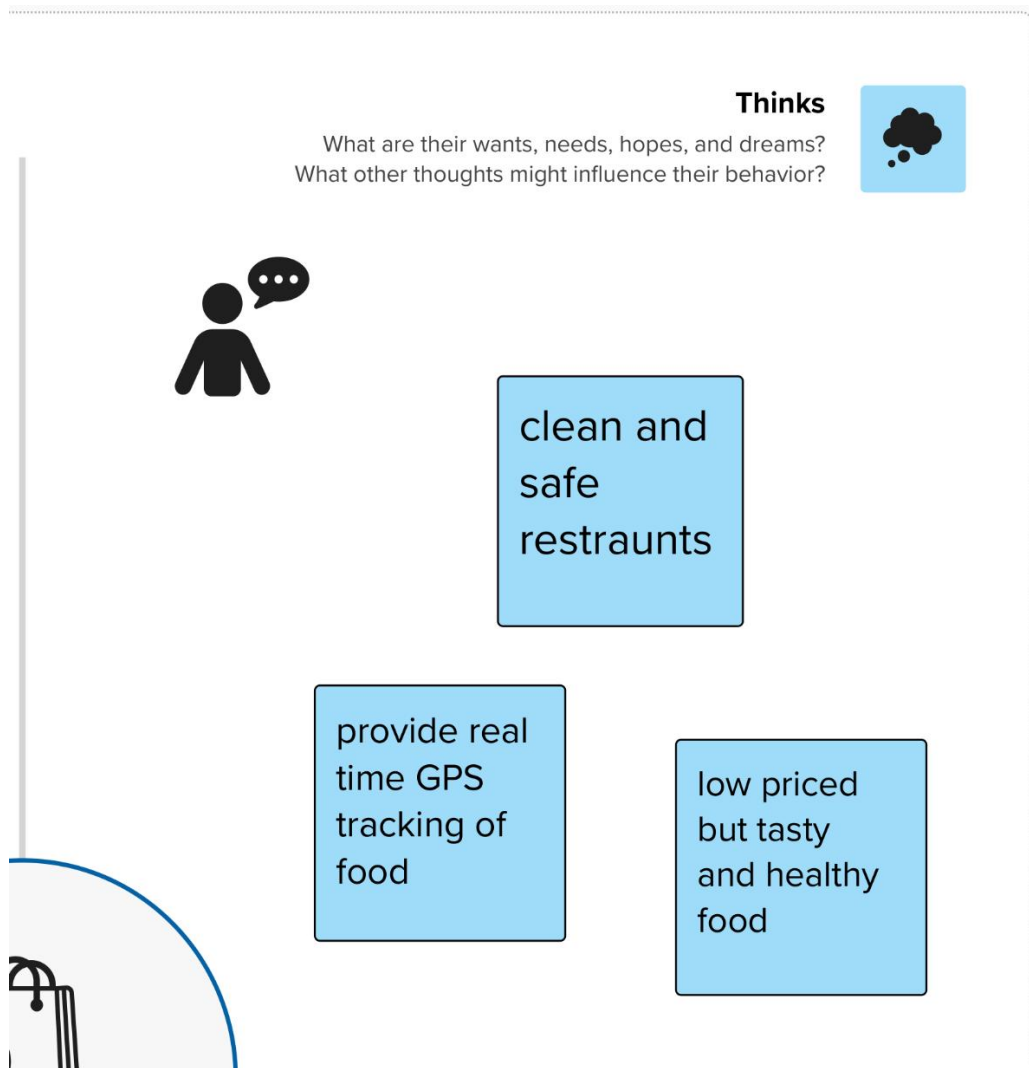 Thinks
What are their wants, needs, hopes, and dreams?
What other thoughts might influence their behavior?
clean and
safe
restraunts
provide real
time GPS
tracking of
food
low priced
but tasty
and healthy
food